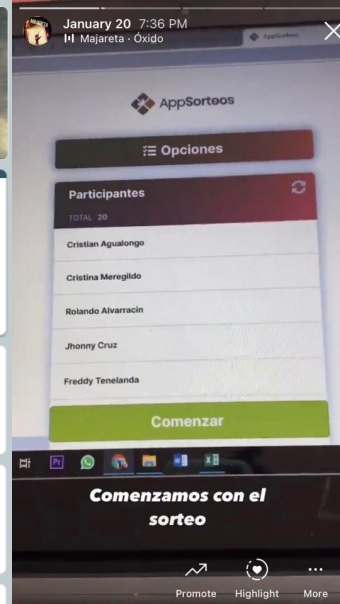 January 20 7:36 PM
Majareta · Óxido
AppSorteos
AppSorteos
Opciones
Participantes
TOTAL 20
Cristian Agualongo
Cristina Meregildo
Rolando Alvarracin
Jhonny Cruz
Freddy Tenelanda
Comenzar
Pr
W
X
Comenzamos con el
sorteo
Promote
Highlight
More